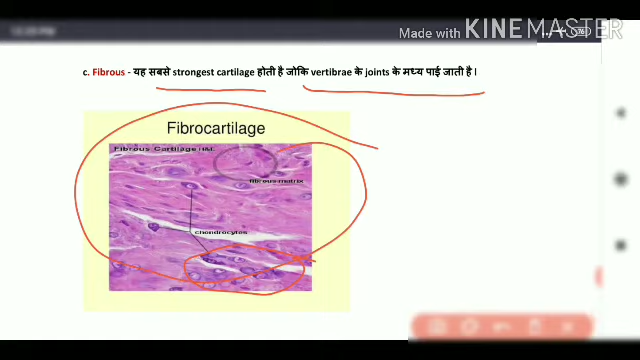 Made with KINEMASTER
c. Fibrous - यह सबसे strongest cartilage होती है जोकि vertibrae के joints के मध्य पाई जाती है।
Fibrocartilage
Fibrous Cartilage H&E
fibrous matrix
chondrocytes